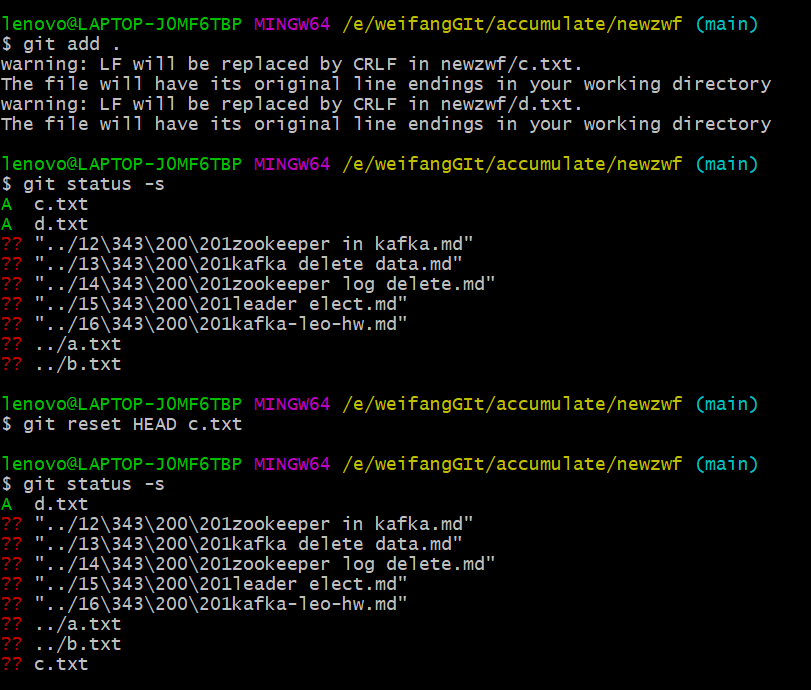 lenovo@LAPTOP-J0MF6TBP MINGW64 /e/weifangGIt/accumulate/newzwf (main)
$ git add .
warning: LF will be replaced by CRLF in newzwf/c.txt.
The file will have its original line endings in your working directory
warning: LF will be replaced by CRLF in newzwf/d.txt.
The file will have its original line endings in your working directory
lenovo@LAPTOP-J0MF6TBP MINGW64 /e/weifangGIt/accumulate/newzwf (main)
$ git status -s
A  c.txt
A  d.txt
?? "../12\343\200\201zookeeper in kafka.md"
?? "../13\343\200\201kafka delete data.md"
?? "../14\343\200\201zookeeper log delete.md"
?? "../15\343\200\201leader elect.md"
?? "../16\343\200\201kafka-leo-hw.md"
?? ../a.txt
?? ../b.txt
lenovo@LAPTOP-J0MF6TBP MINGW64 /e/weifangGIt/accumulate/newzwf (main)
$ git reset HEAD c.txt
lenovo@LAPTOP-J0MF6TBP MINGW64 /e/weifangGIt/accumulate/newzwf (main)
$ git status -s
A  d.txt
?? "../12\343\200\201zookeeper in kafka.md"
?? "../13\343\200\201kafka delete data.md"
?? "../14\343\200\201zookeeper log delete.md"
?? "../15\343\200\201leader elect.md"
?? "../16\343\200\201kafka-leo-hw.md"
?? ../a.txt
?? ../b.txt
?? c.txt